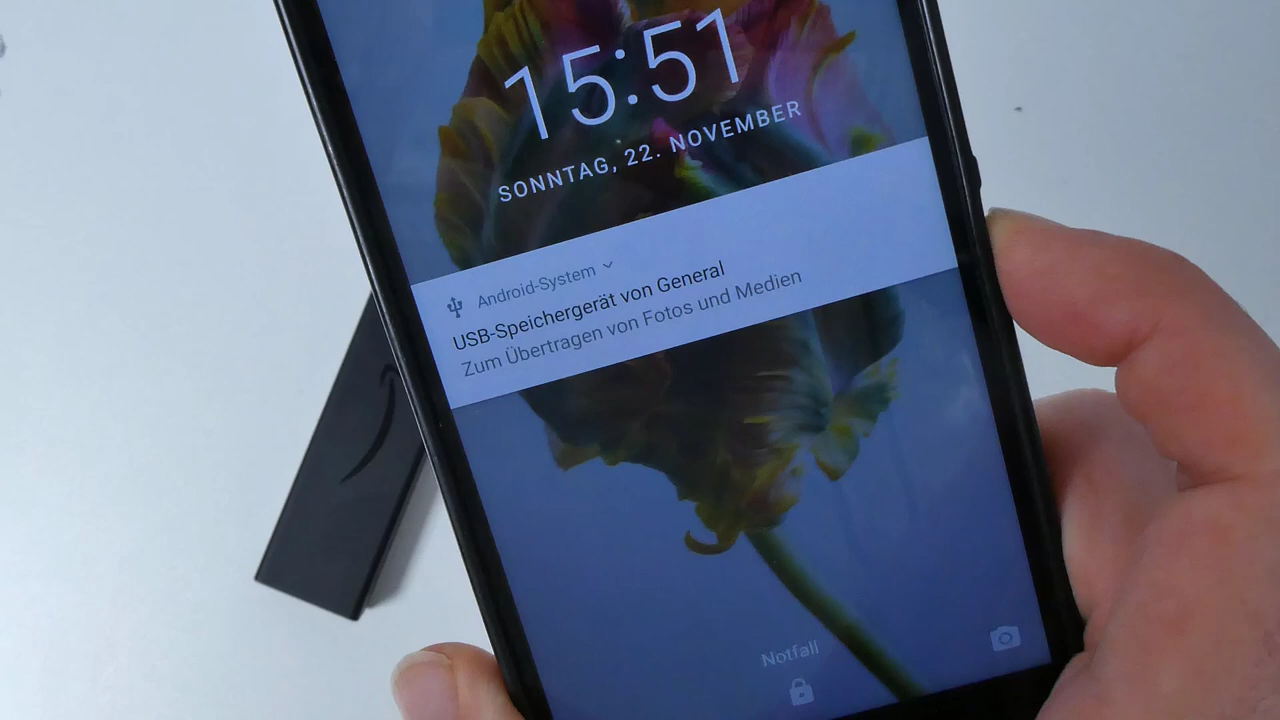 15:51
SONNTAG, 22. NOVEMBER
Android-System
USB-Speichergerät von General
Zum Übertragen von Fotos und Medien
Notfall